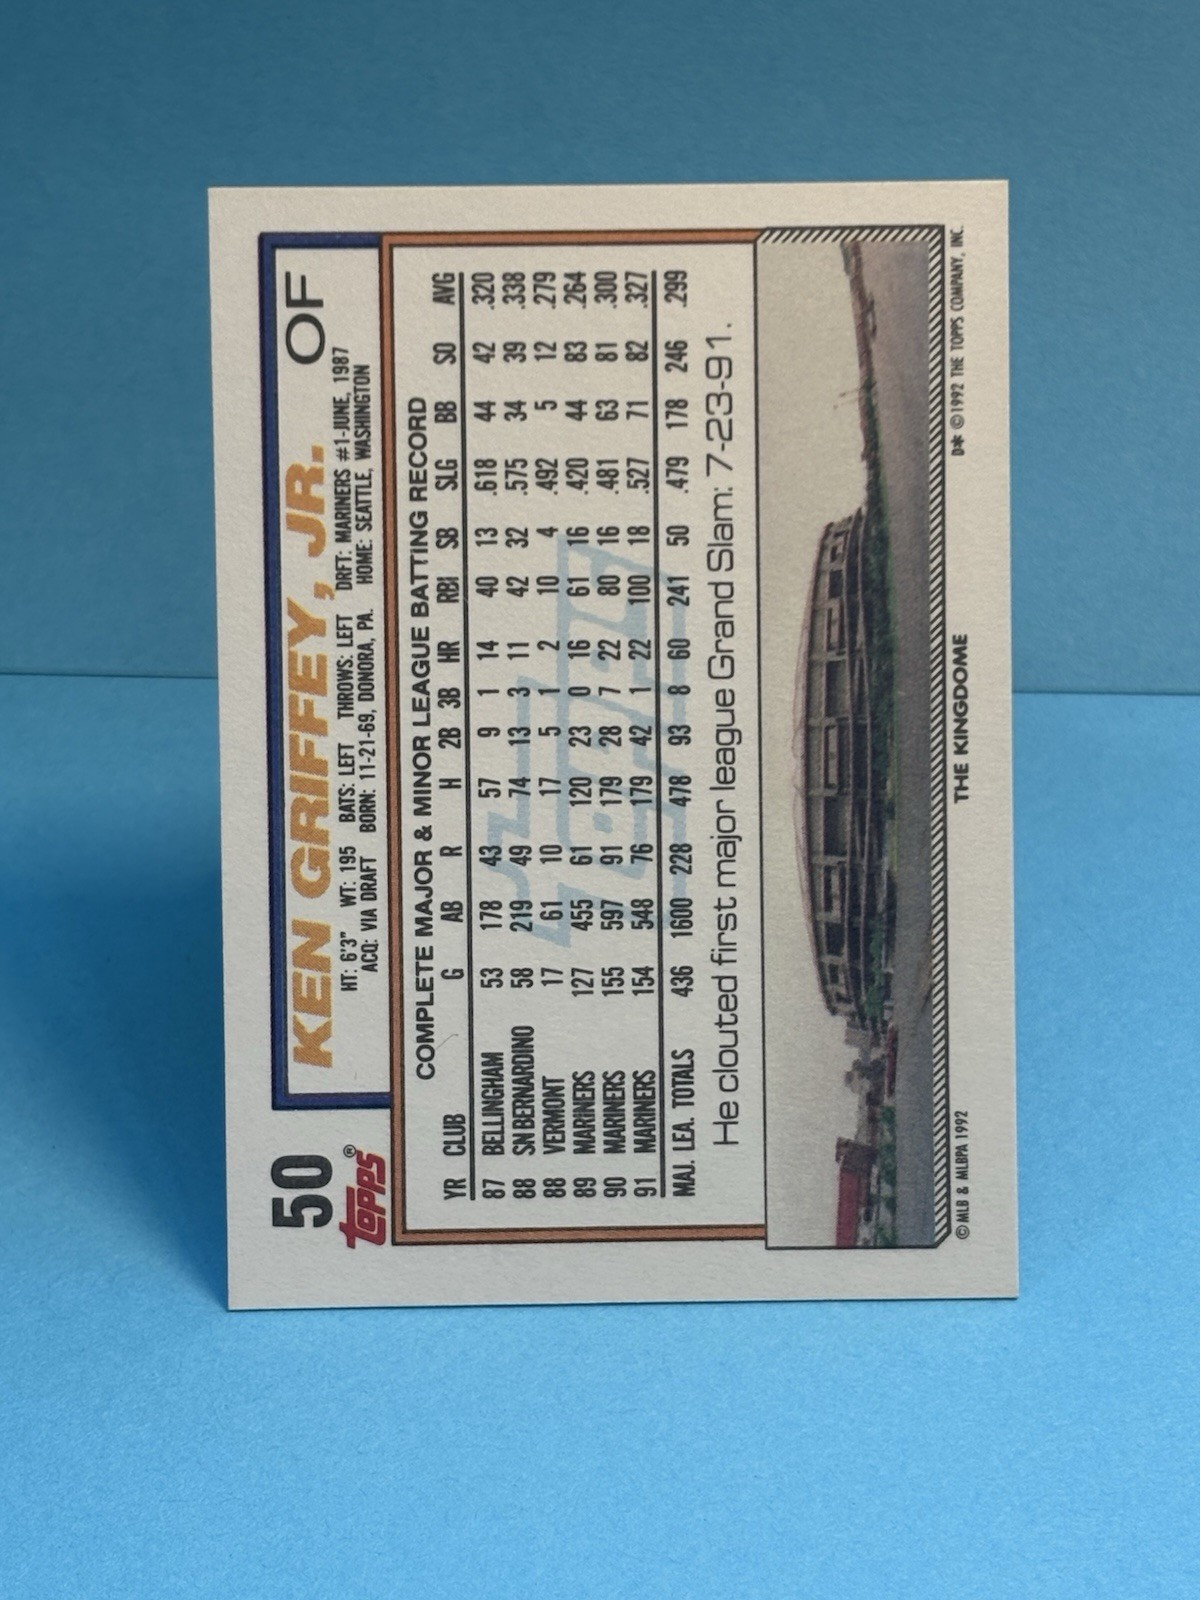 50
topps®
KEN GRIFFEY, JR. OF
HT: 6'3" WT: 195 BATS: LEFT THROWS: LEFT DRFT: MARINERS #1-JUNE, 1987
ACQ: VIA DRAFT BORN: 11-21-69, DONORA, PA. HOME: SEATTLE, WASHINGTON
COMPLETE MAJOR & MINOR LEAGUE BATTING RECORD
YR CLUB G AB R H 2B 3B HR RBI SB SLG BB SO AVG
87 BELLINGHAM 53 178 43 57 9 1 14 40 13 .618 44 42 .320
88 SN BERNARDINO 58 219 49 74 13 3 11 42 32 .575 34 39 .338
88 VERMONT 17 61 10 17 5 1 2 10 4 .492 5 12 .279
89 MARINERS 127 455 61 120 23 0 16 61 16 .420 44 83 .264
90 MARINERS 155 597 91 179 28 7 22 80 16 .481 63 81 .300
91 MARINERS 154 548 76 179 42 1 22 100 18 .527 71 82 .327
MAJ. LEA. TOTALS 436 1600 228 478 93 8 60 241 50 .479 178 246 .299
He clouted first major league Grand Slam: 7-23-91.
© MLB & MLBPA 1992 THE KINGDOME D* © 1992 THE TOPPS COMPANY, INC.